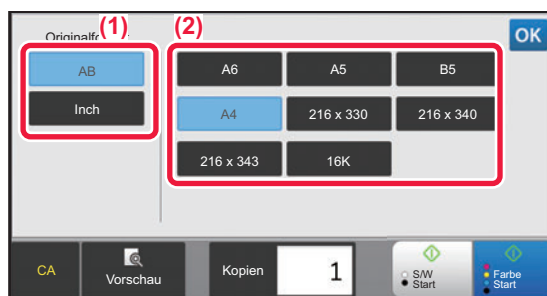 (1)
(2)
OK
AB
Inch
A6
A5
B5
A4
216 x 330
216 x 340
216 x 343
16K
CA
Vorschau
Kopien
1
S/W
Start
Farbe
Start